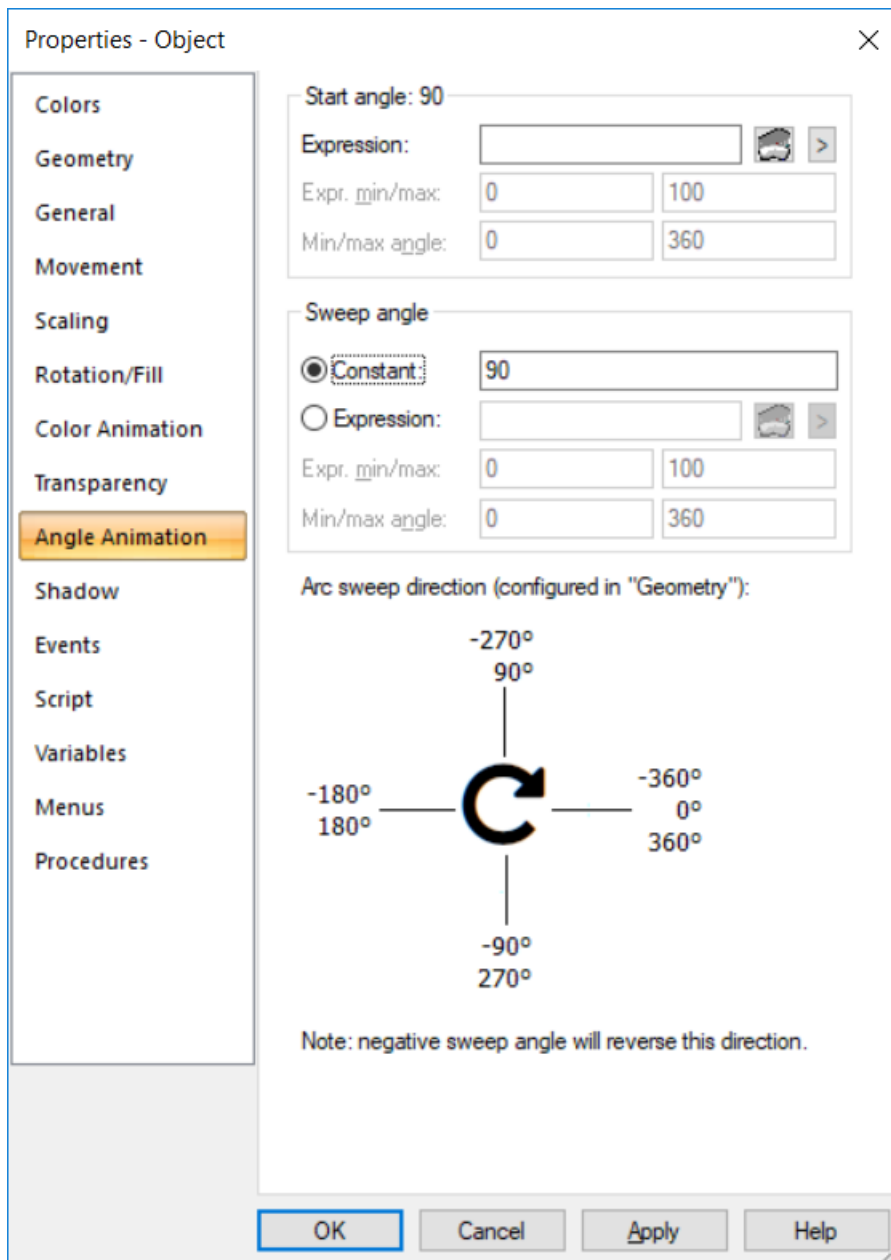 Properties - Object
Colors
Geometry
General
Movement
Scaling
Rotation/Fill
Color Animation
Transparency
Angle Animation
Shadow
Events
Script
Variables
Menus
Procedures
Start angle: 90
Expression:
>
Expr. min/max: 0 100
Min/max angle: 0 360
Sweep angle
Constant: 90
Expression:
>
Expr. min/max: 0 100
Min/max angle: 0 360
Arc sweep direction (configured in "Geometry"):
-270º
90º
-180º
180º
-360º
0º
360º
-90º
270º
Note: negative sweep angle will reverse this direction.
OK Cancel Apply Help